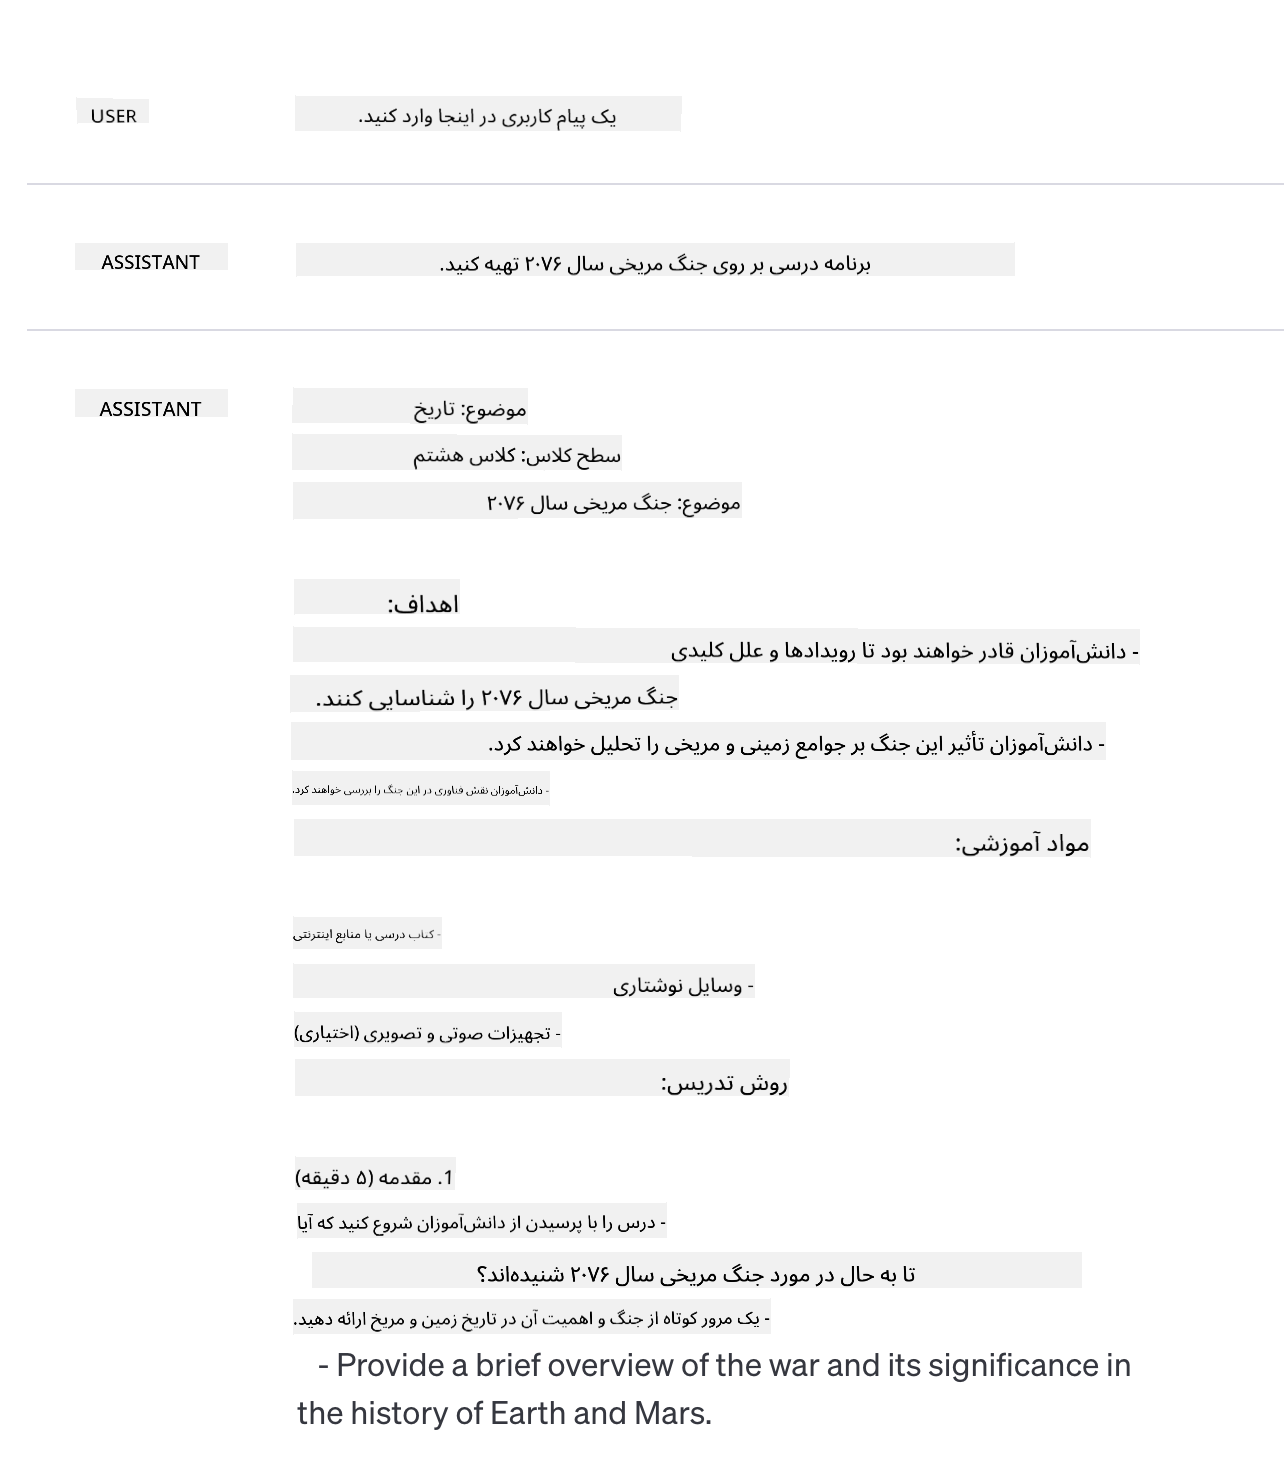 USER
یک پیام کاربری در اینجا وارد کنید.
ASSISTANT
برنامه درسی بر روی جنگ مریخی سال ۲۰۷۶ تهیه کنید.
ASSISTANT
موضوع: تاریخ
سطح کلاس: کلاس هشتم
موضوع: جنگ مریخی سال ۲۰۷۶
اهداف:
- دانش‌آموزان قادر خواهند بود تا رویدادها و علل کلیدی
جنگ مریخی سال ۲۰۷۶ را شناسایی کنند.
- دانش‌آموزان تأثیر این جنگ بر جوامع زمینی و مریخی را تحلیل خواهند کرد.
- دانش‌آموزان نقش فناوری در این جنگ را بررسی خواهند کرد.
مواد آموزشی:
- کتاب درسی یا منابع اینترنتی
- وسایل نوشتاری
- تجهیزات صوتی و تصویری (اختیاری)
روش تدریس:
1. مقدمه (۵ دقیقه)
- درس را با پرسیدن از دانش‌آموزان شروع کنید که آیا
تا به حال در مورد جنگ مریخی سال ۲۰۷۶ شنیده‌اند؟
- یک مرور کوتاه از جنگ و اهمیت آن در تاریخ زمین و مریخ ارائه دهید.
- Provide a brief overview of the war and its significance in
the history of Earth and Mars.